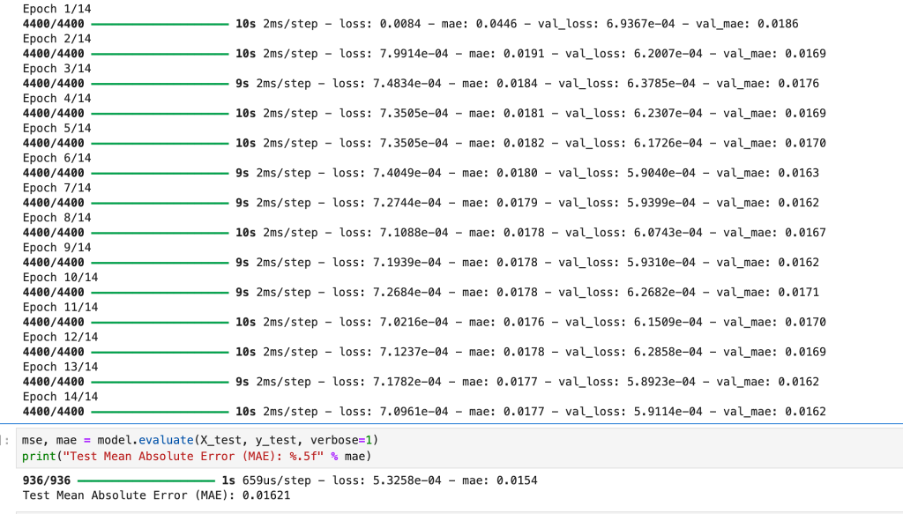 Epoch 1/14
4400/4400 10s 2ms/step - loss: 0.0084 - mae: 0.0446 - val_loss: 6.9367e-04 - val_mae: 0.0186
Epoch 2/14
4400/4400 10s 2ms/step - loss: 7.9914e-04 - mae: 0.0191 - val_loss: 6.2007e-04 - val_mae: 0.0169
Epoch 3/14
4400/4400 9s 2ms/step - loss: 7.4834e-04 - mae: 0.0184 - val_loss: 6.3785e-04 - val_mae: 0.0176
Epoch 4/14
4400/4400 10s 2ms/step - loss: 7.3505e-04 - mae: 0.0181 - val_loss: 6.2307e-04 - val_mae: 0.0169
Epoch 5/14
4400/4400 10s 2ms/step - loss: 7.3505e-04 - mae: 0.0182 - val_loss: 6.1726e-04 - val_mae: 0.0170
Epoch 6/14
4400/4400 9s 2ms/step - loss: 7.4049e-04 - mae: 0.0180 - val_loss: 5.9040e-04 - val_mae: 0.0163
Epoch 7/14
4400/4400 9s 2ms/step - loss: 7.2744e-04 - mae: 0.0179 - val_loss: 5.9399e-04 - val_mae: 0.0162
Epoch 8/14
4400/4400 10s 2ms/step - loss: 7.1088e-04 - mae: 0.0178 - val_loss: 6.0743e-04 - val_mae: 0.0167
Epoch 9/14
4400/4400 9s 2ms/step - loss: 7.1939e-04 - mae: 0.0178 - val_loss: 5.9310e-04 - val_mae: 0.0162
Epoch 10/14
4400/4400 9s 2ms/step - loss: 7.2684e-04 - mae: 0.0178 - val_loss: 6.2682e-04 - val_mae: 0.0171
Epoch 11/14
4400/4400 10s 2ms/step - loss: 7.0216e-04 - mae: 0.0176 - val_loss: 6.1509e-04 - val_mae: 0.0170
Epoch 12/14
4400/4400 10s 2ms/step - loss: 7.1237e-04 - mae: 0.0178 - val_loss: 6.2858e-04 - val_mae: 0.0169
Epoch 13/14
4400/4400 9s 2ms/step - loss: 7.1782e-04 - mae: 0.0177 - val_loss: 5.8923e-04 - val_mae: 0.0162
Epoch 14/14
4400/4400 10s 2ms/step - loss: 7.0961e-04 - mae: 0.0177 - val_loss: 5.9114e-04 - val_mae: 0.0162
]: mse, mae = model.evaluate(X_test, y_test, verbose=1)
print("Test Mean Absolute Error (MAE): %.5f" % mae)
936/936 1s 659us/step - loss: 5.3258e-04 - mae: 0.0154
Test Mean Absolute Error (MAE): 0.01621